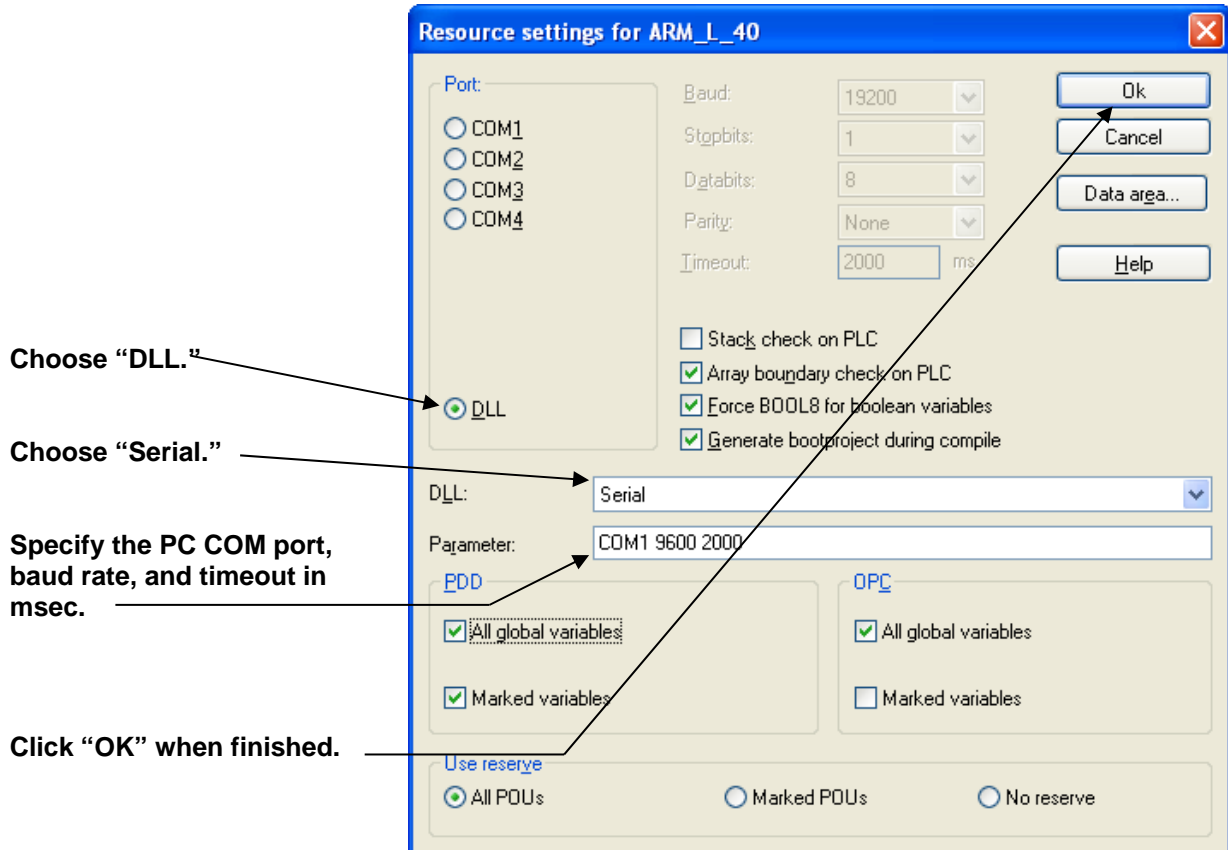 Resource settings for ARM_L_40
Port:
COM1
COM2
COM3
COM4
DLL
Baud:
19200
Stopbits:
1
Databits:
8
Parity:
None
Timeout:
2000
ms
Ok
Cancel
Data area...
Help
Stack check on PLC
Array boundary check on PLC
Force BOOL8 for boolean variables
Generate bootproject during compile
Choose “DLL.”
Choose “Serial.”
DLL:
Serial
Specify the PC COM port,
baud rate, and timeout in
msec.
Parameter:
COM1 9600 2000
PDD
All global variables
Marked variables
OPC
All global variables
Marked variables
Click “OK” when finished.
Use reserve
All POUs
Marked POUs
No reserve